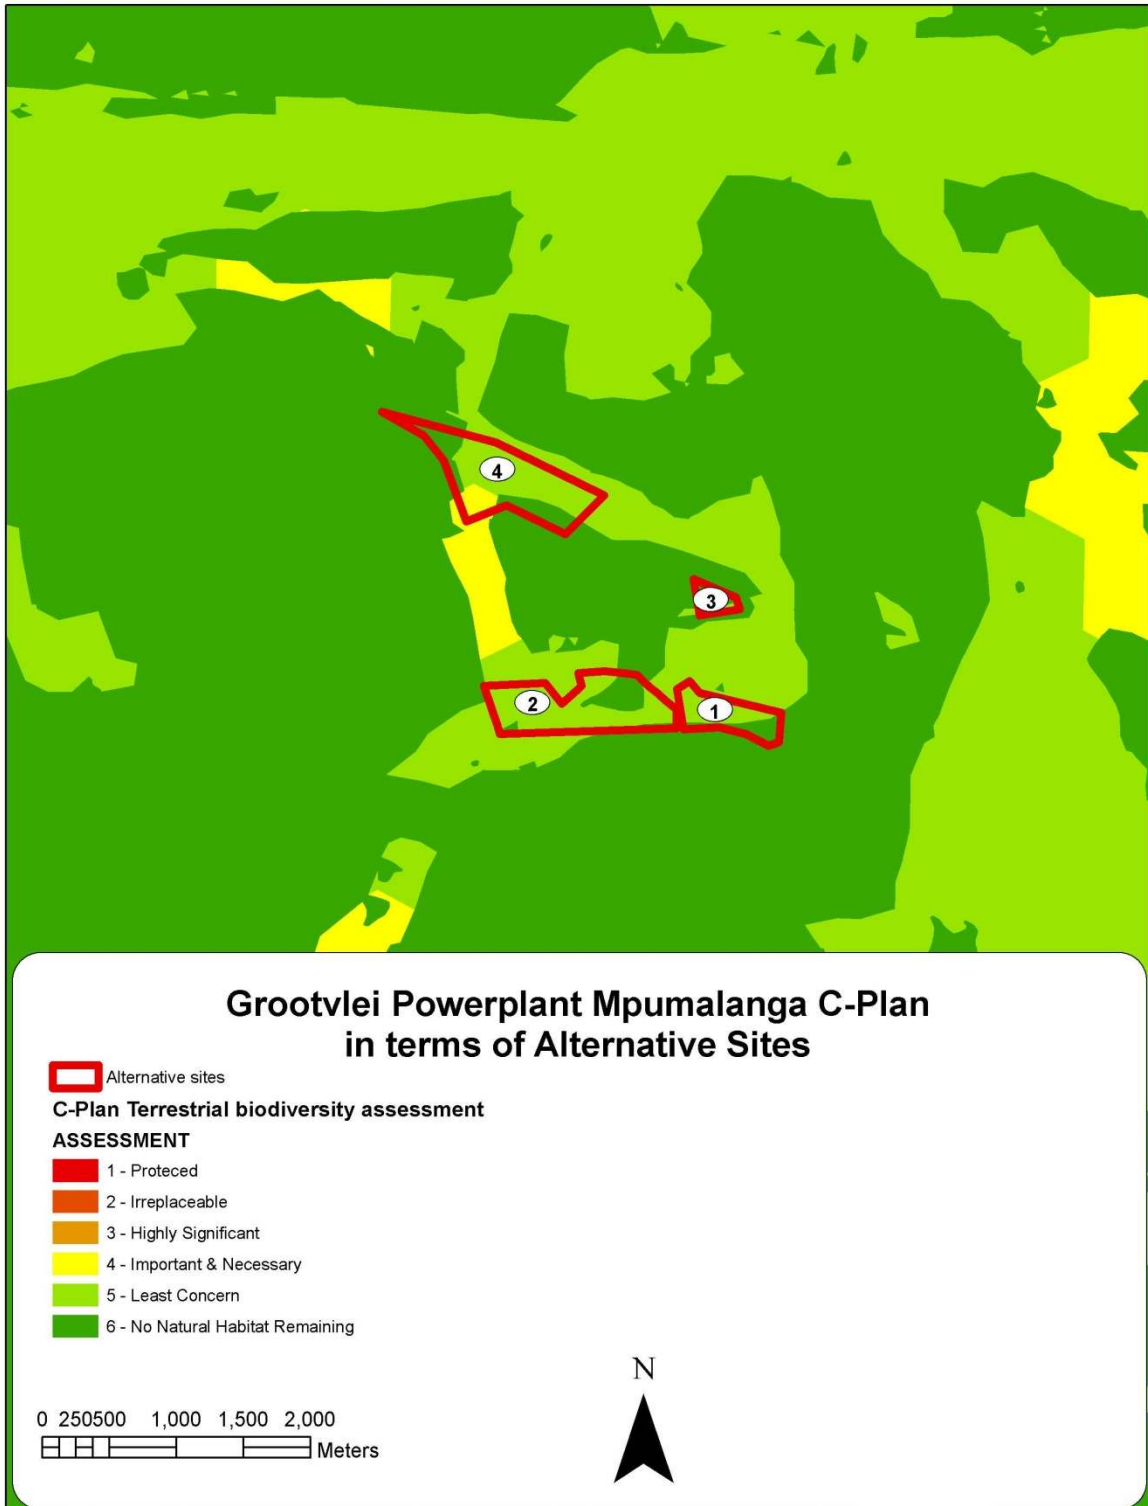 4
3
2
1
Grootvlei Powerplant Mpumalanga C-Plan
in terms of Alternative Sites
Alternative sites
C-Plan Terrestrial biodiversity assessment
ASSESSMENT
1 - Proteced
2 - Irreplaceable
3 - Highly Significant
4 - Important & Necessary
5 - Least Concern
6 - No Natural Habitat Remaining
N
0 250500 1,000 1,500 2,000
Meters